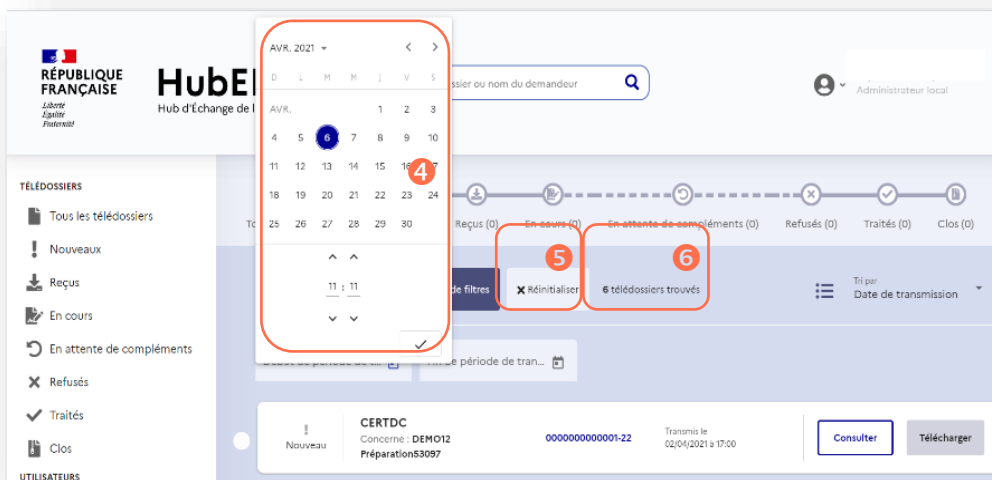 RÉPUBLIQUE
FRANÇAISE
Liberté
Égalité
Fraternité
HubE
Hub d'Échange de l
ssier ou nom du demandeur
Administrateur local
AVR. 2021
D L M M J V S
AVR. 1 2 3
4 5 6 7 8 9 10
11 12 13 14 15 16 17
18 19 20 21 22 23 24
25 26 27 28 29 30
11 : 11
4
TÉLÉDOSSIERS
Tous les télédossiers
Nouveaux
Reçus
En cours
En attente de compléments
Refusés
Traités
Clos
UTILISATEURS
To
Reçus (0)
En cours (0)
En attente de compléments (0)
Refusés (0)
Traités (0)
Clos (0)
5
6
de filtres
Réinitialiser
6 télédossiers trouvés
Tri par
Date de transmission
de période de tran...
Nouveau
CERTDC
Concerne : DEMO12
Préparation53097
0000000000001-22
Transmis le
02/04/2021 à 17:00
Consulter
Télécharger